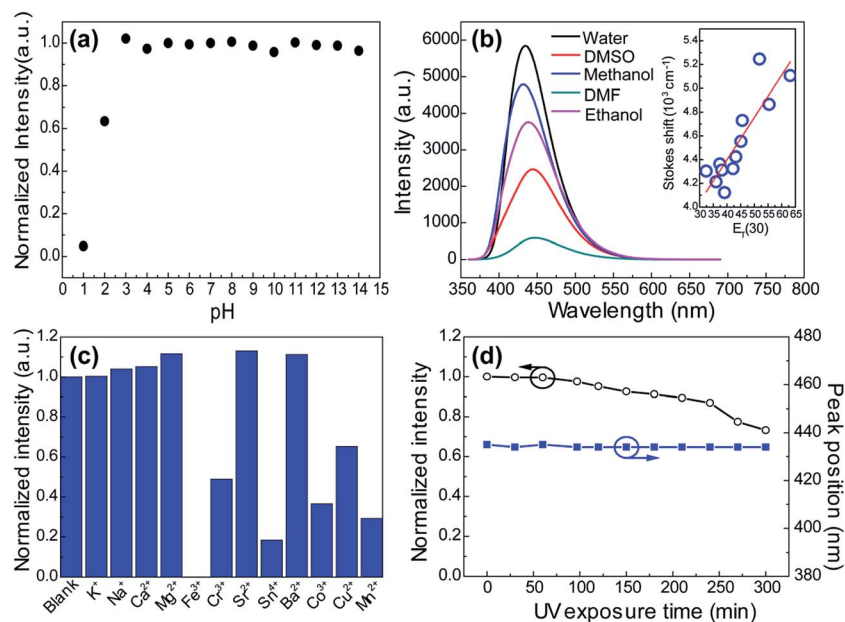 (a)
Normalized Intensity(a.u.)
1.0
0.8
0.6
0.4
0.2
0.0
0 1 2 3 4 5 6 7 8 9 10 11 12 13 14 15
pH
(b)
Intensity (a.u.)
6000
5000
4000
3000
2000
1000
0
360 400 450 500 550 600 650 700 750 800
Wavelength (nm)
Water
DMSO
Methanol
DMF
Ethanol
Stokes shift (10³ cm⁻¹)
5.4
5.2
5.0
4.8
4.6
4.4
4.2
4.0
30 35 40 45 50 55 60 65
E_T(30)
(c)
Normalized intensity (a.u.)
1.2
1.0
0.8
0.6
0.4
0.2
0.0
Blank K⁺ Na⁺ Ca²⁺ Mg²⁺ Fe³⁺ Cr³⁺ Sr²⁺ Sn⁴⁺ Ba²⁺ Co³⁺ Cu²⁺ Mn²⁺
(d)
Normalized intensity
1.2
1.0
0.8
0.6
0.4
0.2
0.0
0 50 100 150 200 250 300
UV exposure time (min)
480
460
440
420
400
380
Peak position (nm)